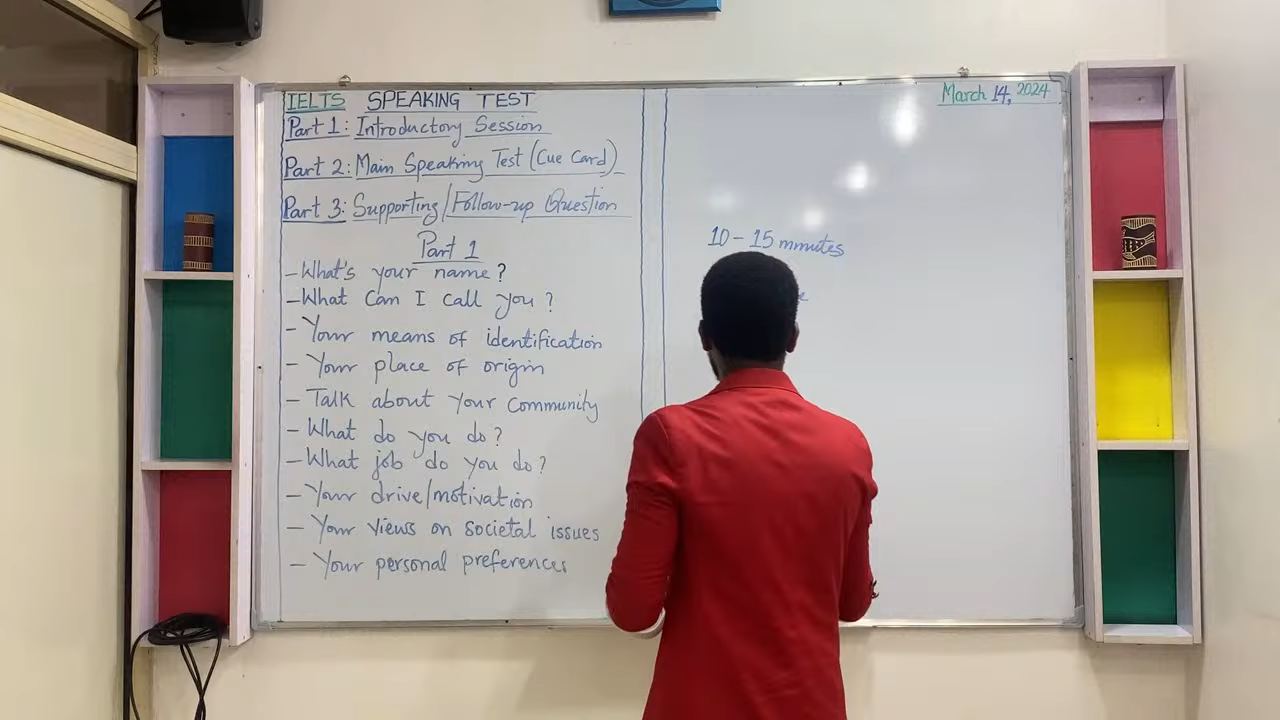 IELTS SPEAKING TEST
Part 1: Introductory Session
Part 2: Main Speaking Test (Cue Card)
Part 3: Supporting/Follow-up Question
Part 1
- What's your name?
- What Can I call you?
- Your means of identification
- Your place of origin
- Talk about your community
- What do you do?
- What job do you do?
- Your drive/motivation
- Your views on societal issues
- Your personal preferences
March 14, 2024
10 - 15 minutes